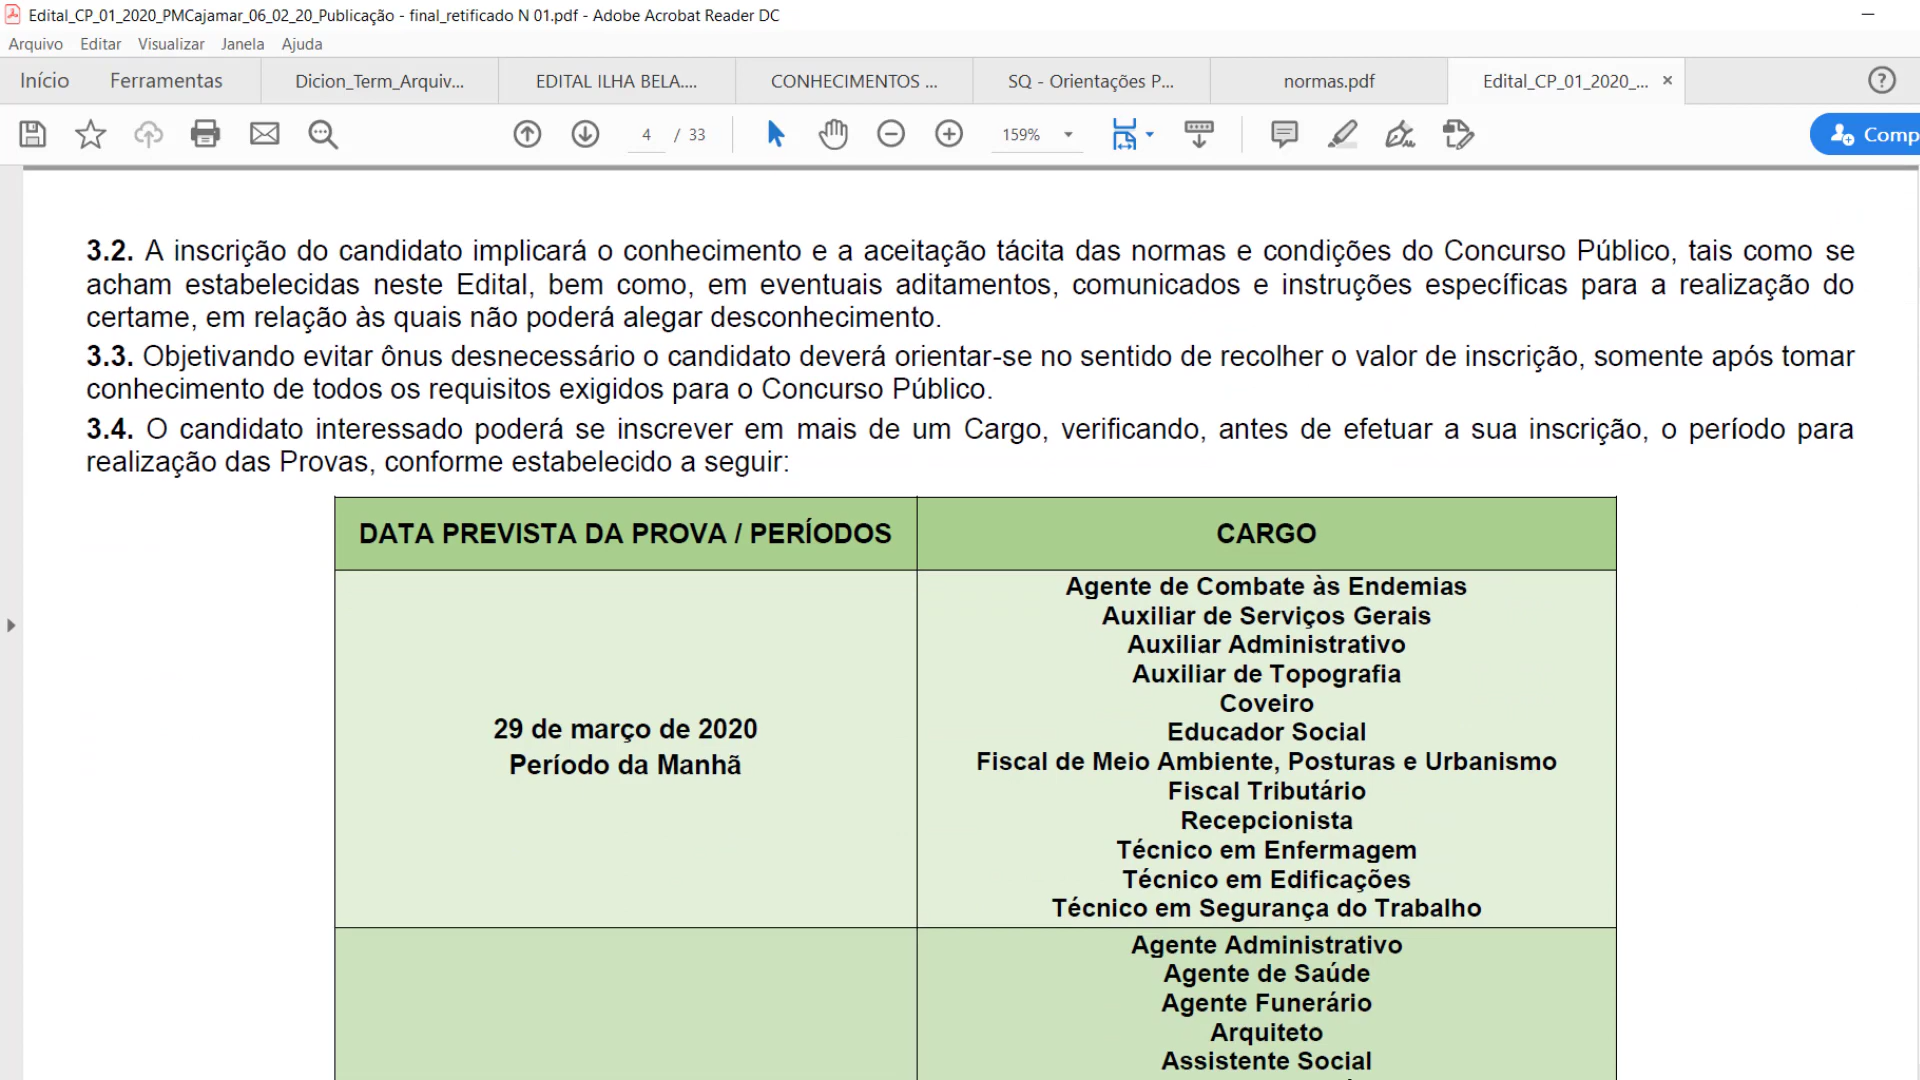 Edital_CP_01_2020_PMCajamar_06_02_20_Publicação - final_retificado N 01.pdf - Adobe Acrobat Reader DC
Arquivo Editar Visualizar Janela Ajuda
Início Ferramentas Dicion_Term_Arquiv... EDITAL ILHA BELA.... CONHECIMENTOS ... SQ - Orientações P... normas.pdf Edital_CP_01_2020_... ×
4 / 33 159% Comp
3.2. A inscrição do candidato implicará o conhecimento e a aceitação tácita das normas e condições do Concurso Público, tais como se
acham estabelecidas neste Edital, bem como, em eventuais aditamentos, comunicados e instruções específicas para a realização do
certame, em relação às quais não poderá alegar desconhecimento.
3.3. Objetivando evitar ônus desnecessário o candidato deverá orientar-se no sentido de recolher o valor de inscrição, somente após tomar
conhecimento de todos os requisitos exigidos para o Concurso Público.
3.4. O candidato interessado poderá se inscrever em mais de um Cargo, verificando, antes de efetuar a sua inscrição, o período para
realização das Provas, conforme estabelecido a seguir:
DATA PREVISTA DA PROVA / PERÍODOS CARGO
29 de março de 2020
Período da Manhã
Agente de Combate às Endemias
Auxiliar de Serviços Gerais
Auxiliar Administrativo
Auxiliar de Topografia
Coveiro
Educador Social
Fiscal de Meio Ambiente, Posturas e Urbanismo
Fiscal Tributário
Recepcionista
Técnico em Enfermagem
Técnico em Edificações
Técnico em Segurança do Trabalho
Agente Administrativo
Agente de Saúde
Agente Funerário
Arquiteto
Assistente Social